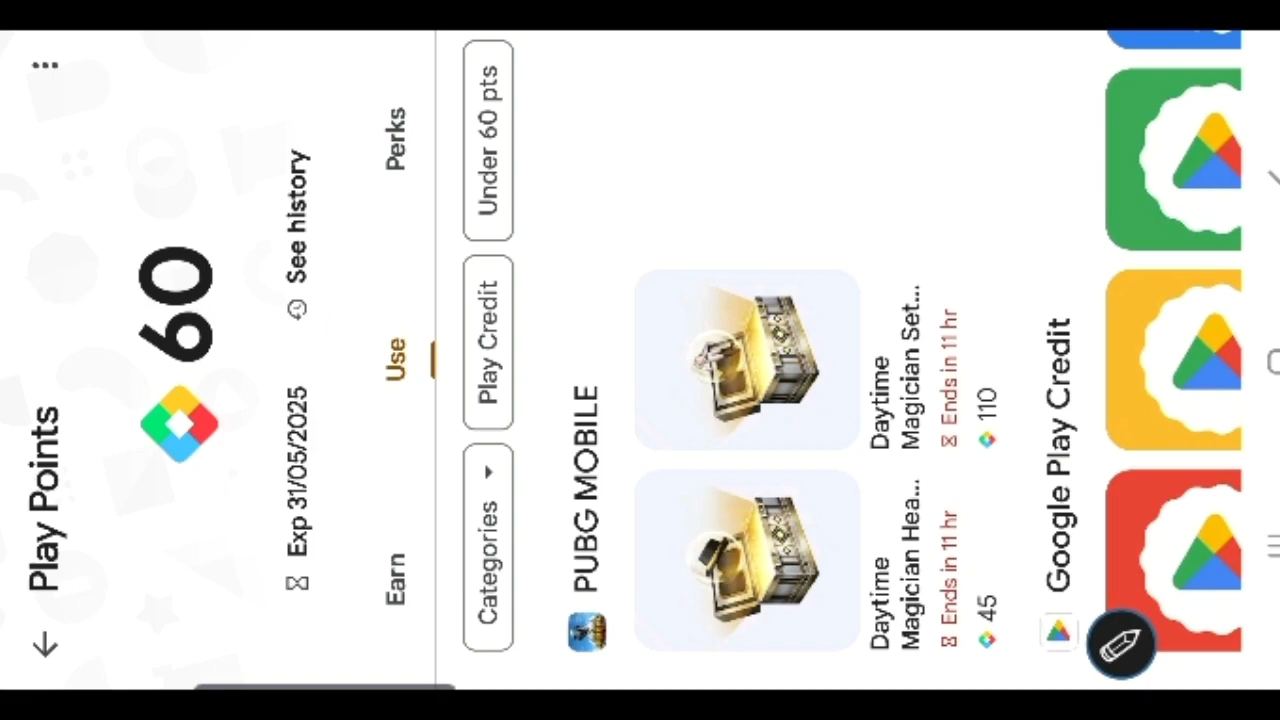 Play Points
60
Exp 31/05/2025
See history
Earn
Use
Perks
Categories
Play Credit
Under 60 pts
PUBG MOBILE
Daytime
Magician Hea...
Ends in 11 hr
45
Daytime
Magician Set...
Ends in 11 hr
110
Google Play Credit